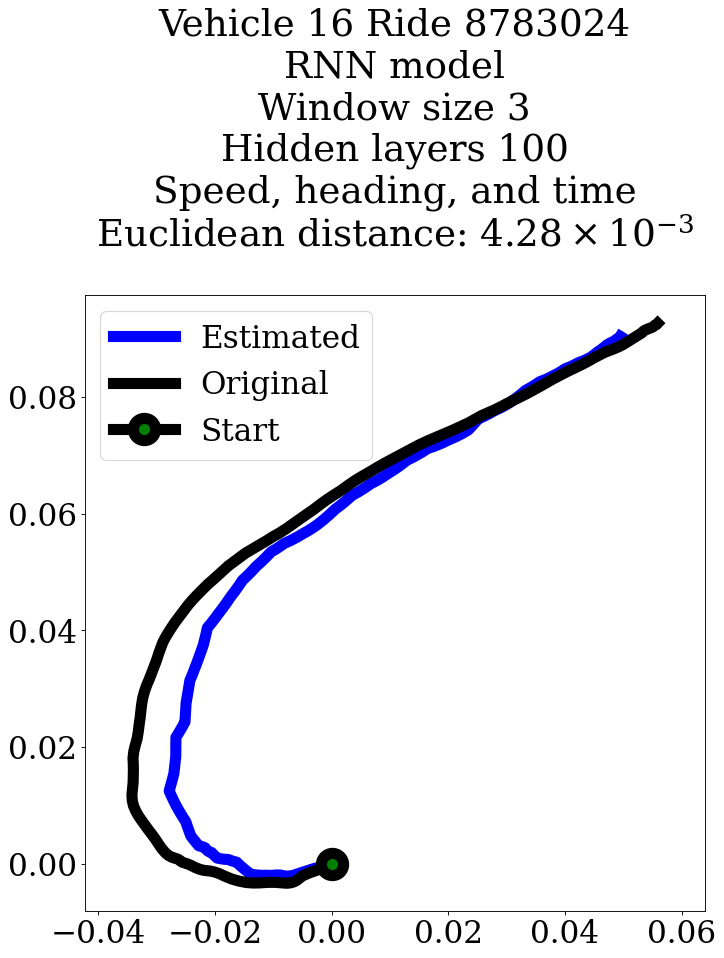 Vehicle 16 Ride 8783024
RNN model
Window size 3
Hidden layers 100
Speed, heading, and time
Euclidean distance: 4.28 × 10⁻³
Estimated
Original
Start
0.08
0.06
0.04
0.02
0.00
−0.04 −0.02 0.00 0.02 0.04 0.06